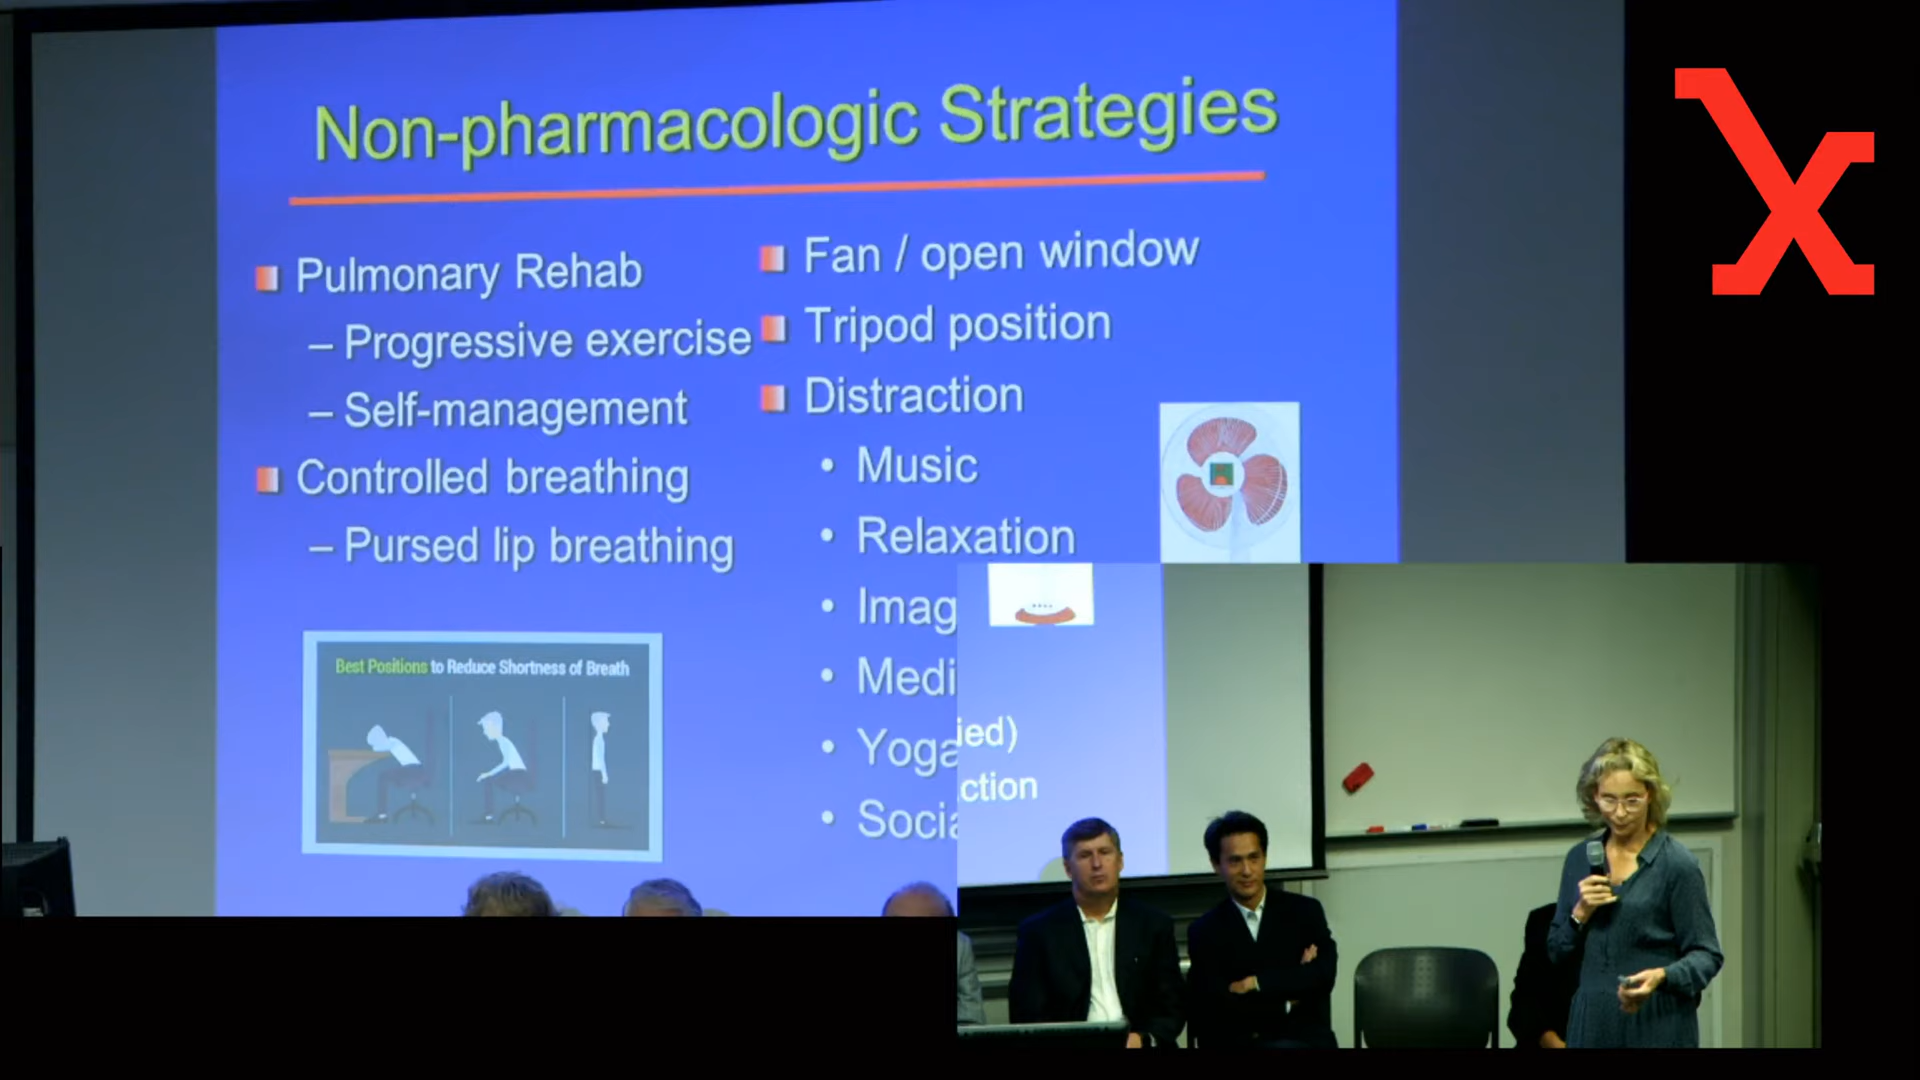 Non-pharmacologic Strategies
Pulmonary Rehab
– Progressive exercise
– Self-management
Controlled breathing
– Pursed lip breathing
Best Positions to Reduce Shortness of Breath
Fan / open window
Tripod position
Distraction
• Music
• Relaxation
• Imag
• Medi
• Yoga
• Socia
ied)
ction